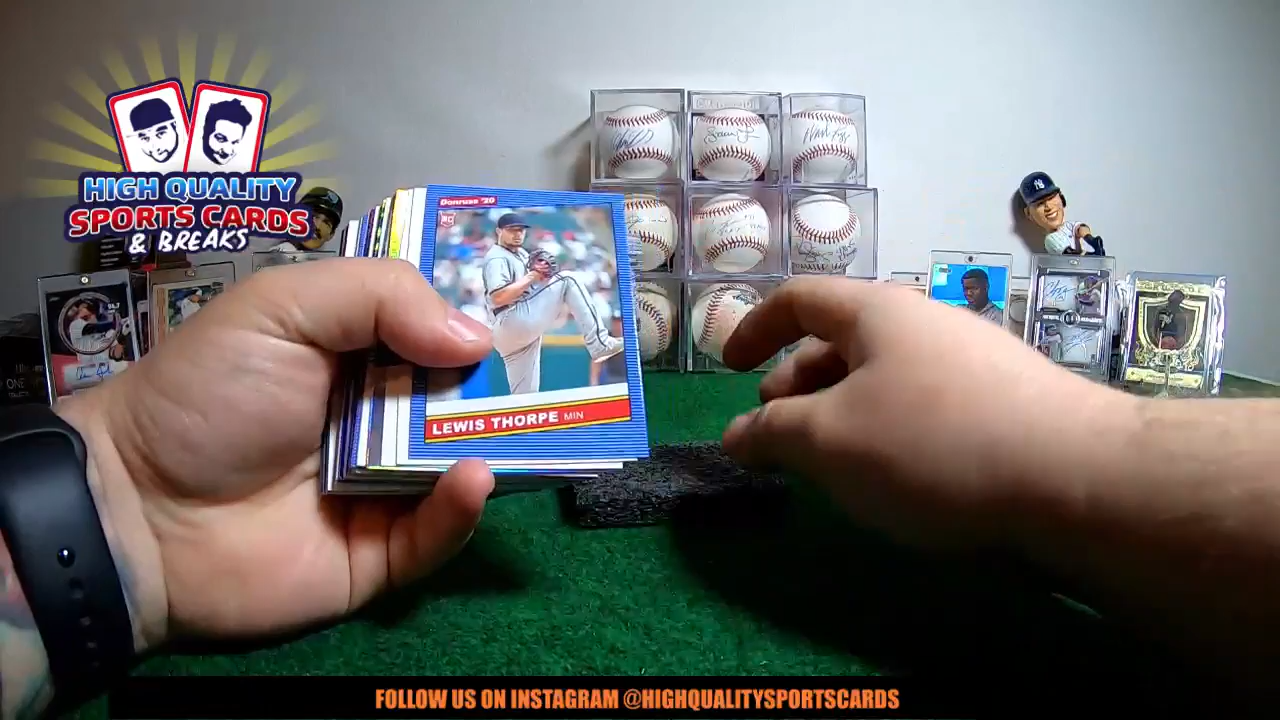 HIGH QUALITY
SPORTS CARDS
& BREAKS
Donruss '20
RC
LEWIS THORPE MIN
FOLLOW US ON INSTAGRAM @HIGHQUALITYSPORTSCARDS